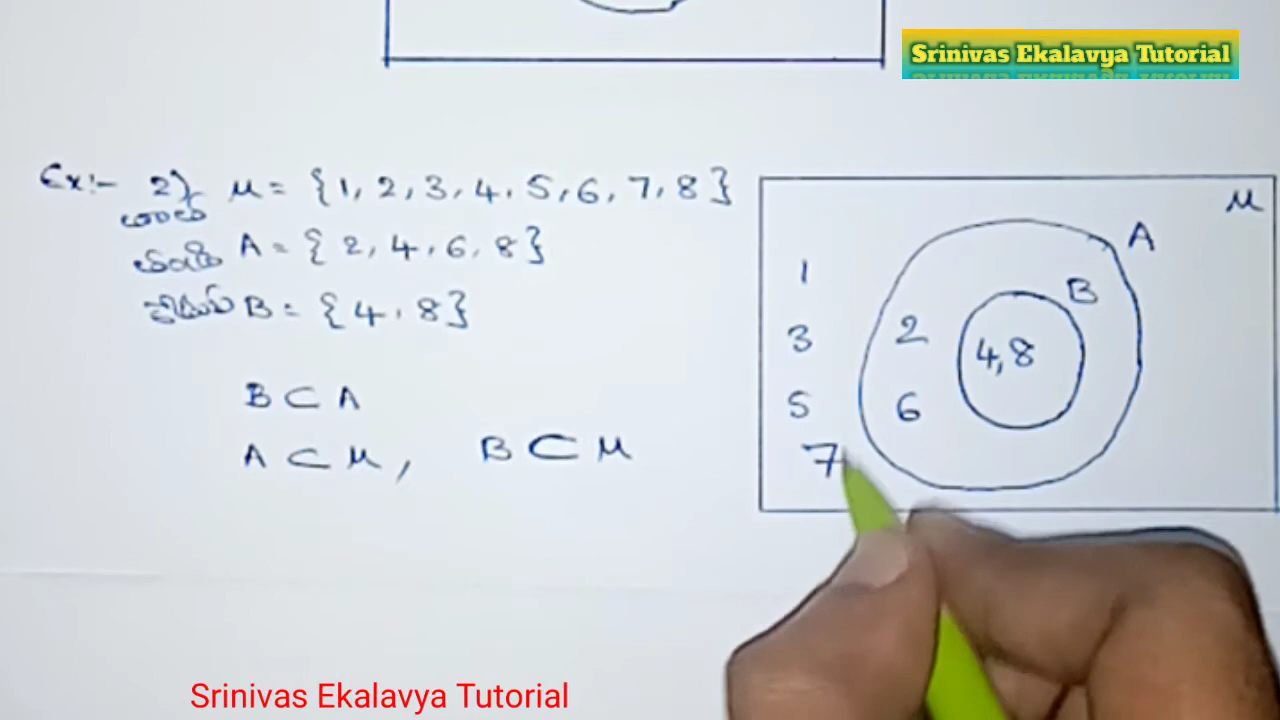 Srinivas Ekalavya Tutorial
Ex:- 2) μ = {1, 2, 3, 4, 5, 6, 7, 8}
A = {2, 4, 6, 8}
B = {4, 8}
B ⊂ A
A ⊂ μ, B ⊂ μ
μ
A
B
1
3
5
7
2
6
4,8
Srinivas Ekalavya Tutorial